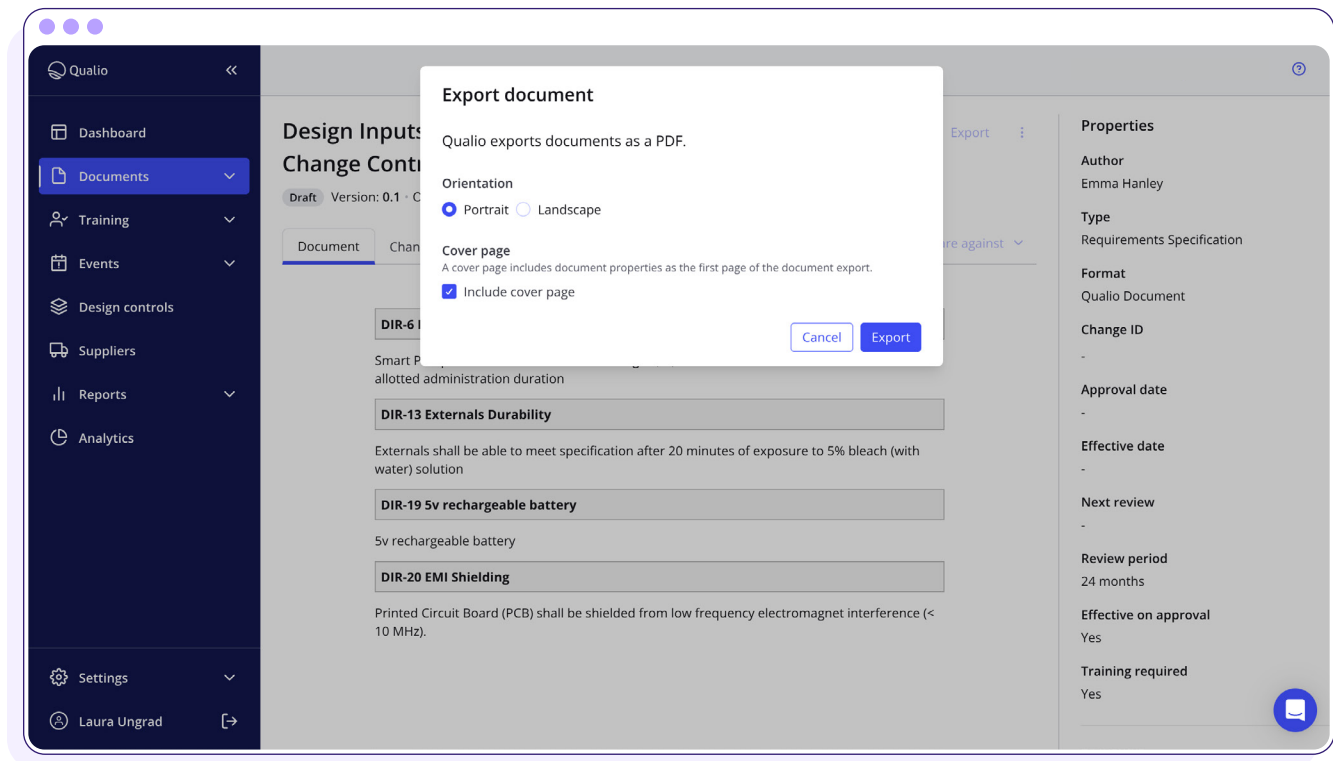 Qualio
Dashboard
Documents
Training
Events
Design controls
Suppliers
Reports
Analytics
Settings
Laura Ungrad
Design Inputs
Change
Draft Version: 0.1 ·
Export
Document
against
Export document
Qualio exports documents as a PDF.
Orientation
Portrait Landscape
Cover page
A cover page includes document properties as the first page of the document export.
Include cover page
Cancel Export
DIR-6
Smart
allotted administration duration
DIR-13 Externals Durability
Externals shall be able to meet specification after 20 minutes of exposure to 5% bleach (with
water) solution
DIR-19 5v rechargeable battery
5v rechargeable battery
DIR-20 EMI Shielding
Printed Circuit Board (PCB) shall be shielded from low frequency electromagnet interference (<
10 MHz).
Properties
Author
Emma Hanley
Type
Requirements Specification
Format
Qualio Document
Change ID
-
Approval date
-
Effective date
-
Next review
-
Review period
24 months
Effective on approval
Yes
Training required
Yes